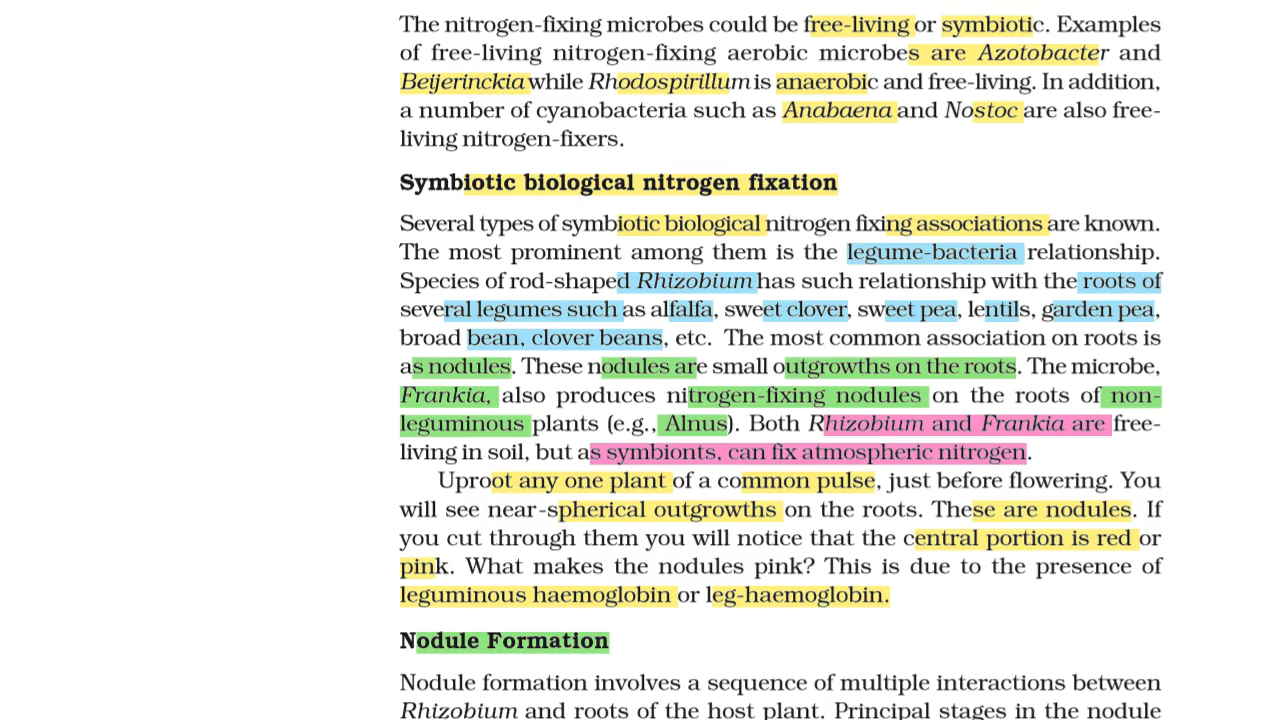 The nitrogen-fixing microbes could be free-living or symbiotic. Examples
of free-living nitrogen-fixing aerobic microbes are Azotobacter and
Beijerinckia while Rhodospirillum is anaerobic and free-living. In addition,
a number of cyanobacteria such as Anabaena and Nostoc are also free-
living nitrogen-fixers.
Symbiotic biological nitrogen fixation
Several types of symbiotic biological nitrogen fixing associations are known.
The most prominent among them is the legume-bacteria relationship.
Species of rod-shaped Rhizobium has such relationship with the roots of
several legumes such as alfalfa, sweet clover, sweet pea, lentils, garden pea,
broad bean, clover beans, etc. The most common association on roots is
as nodules. These nodules are small outgrowths on the roots. The microbe,
Frankia, also produces nitrogen-fixing nodules on the roots of non-
leguminous plants (e.g., Alnus). Both Rhizobium and Frankia are free-
living in soil, but as symbionts, can fix atmospheric nitrogen.
Uproot any one plant of a common pulse, just before flowering. You
will see near-spherical outgrowths on the roots. These are nodules. If
you cut through them you will notice that the central portion is red or
pink. What makes the nodules pink? This is due to the presence of
leguminous haemoglobin or leg-haemoglobin.
Nodule Formation
Nodule formation involves a sequence of multiple interactions between
Rhizobium and roots of the host plant. Principal stages in the nodule